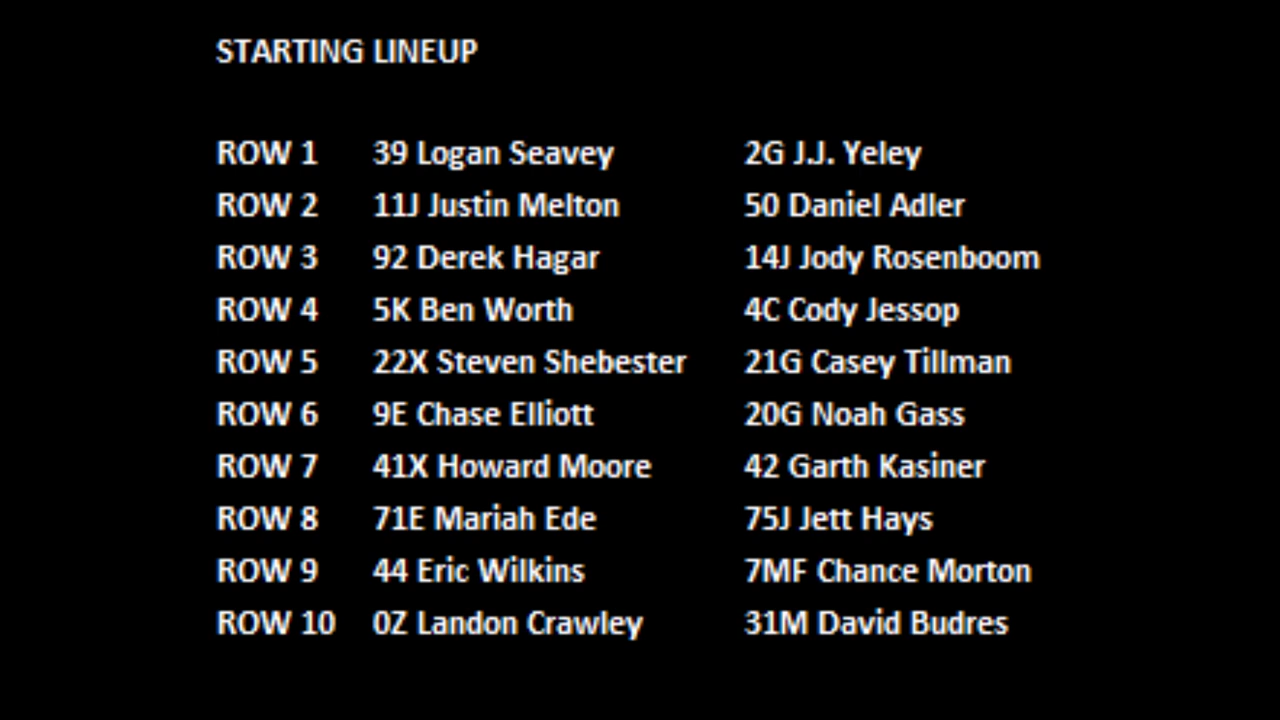 STARTING LINEUP
ROW 1 39 Logan Seavey 2G J.J. Yeley
ROW 2 11J Justin Melton 50 Daniel Adler
ROW 3 92 Derek Hagar 14J Jody Rosenboom
ROW 4 5K Ben Worth 4C Cody Jessop
ROW 5 22X Steven Shebester 21G Casey Tillman
ROW 6 9E Chase Elliott 20G Noah Gass
ROW 7 41X Howard Moore 42 Garth Kasiner
ROW 8 71E Mariah Ede 75J Jett Hays
ROW 9 44 Eric Wilkins 7MF Chance Morton
ROW 10 0Z Landon Crawley 31M David Budres